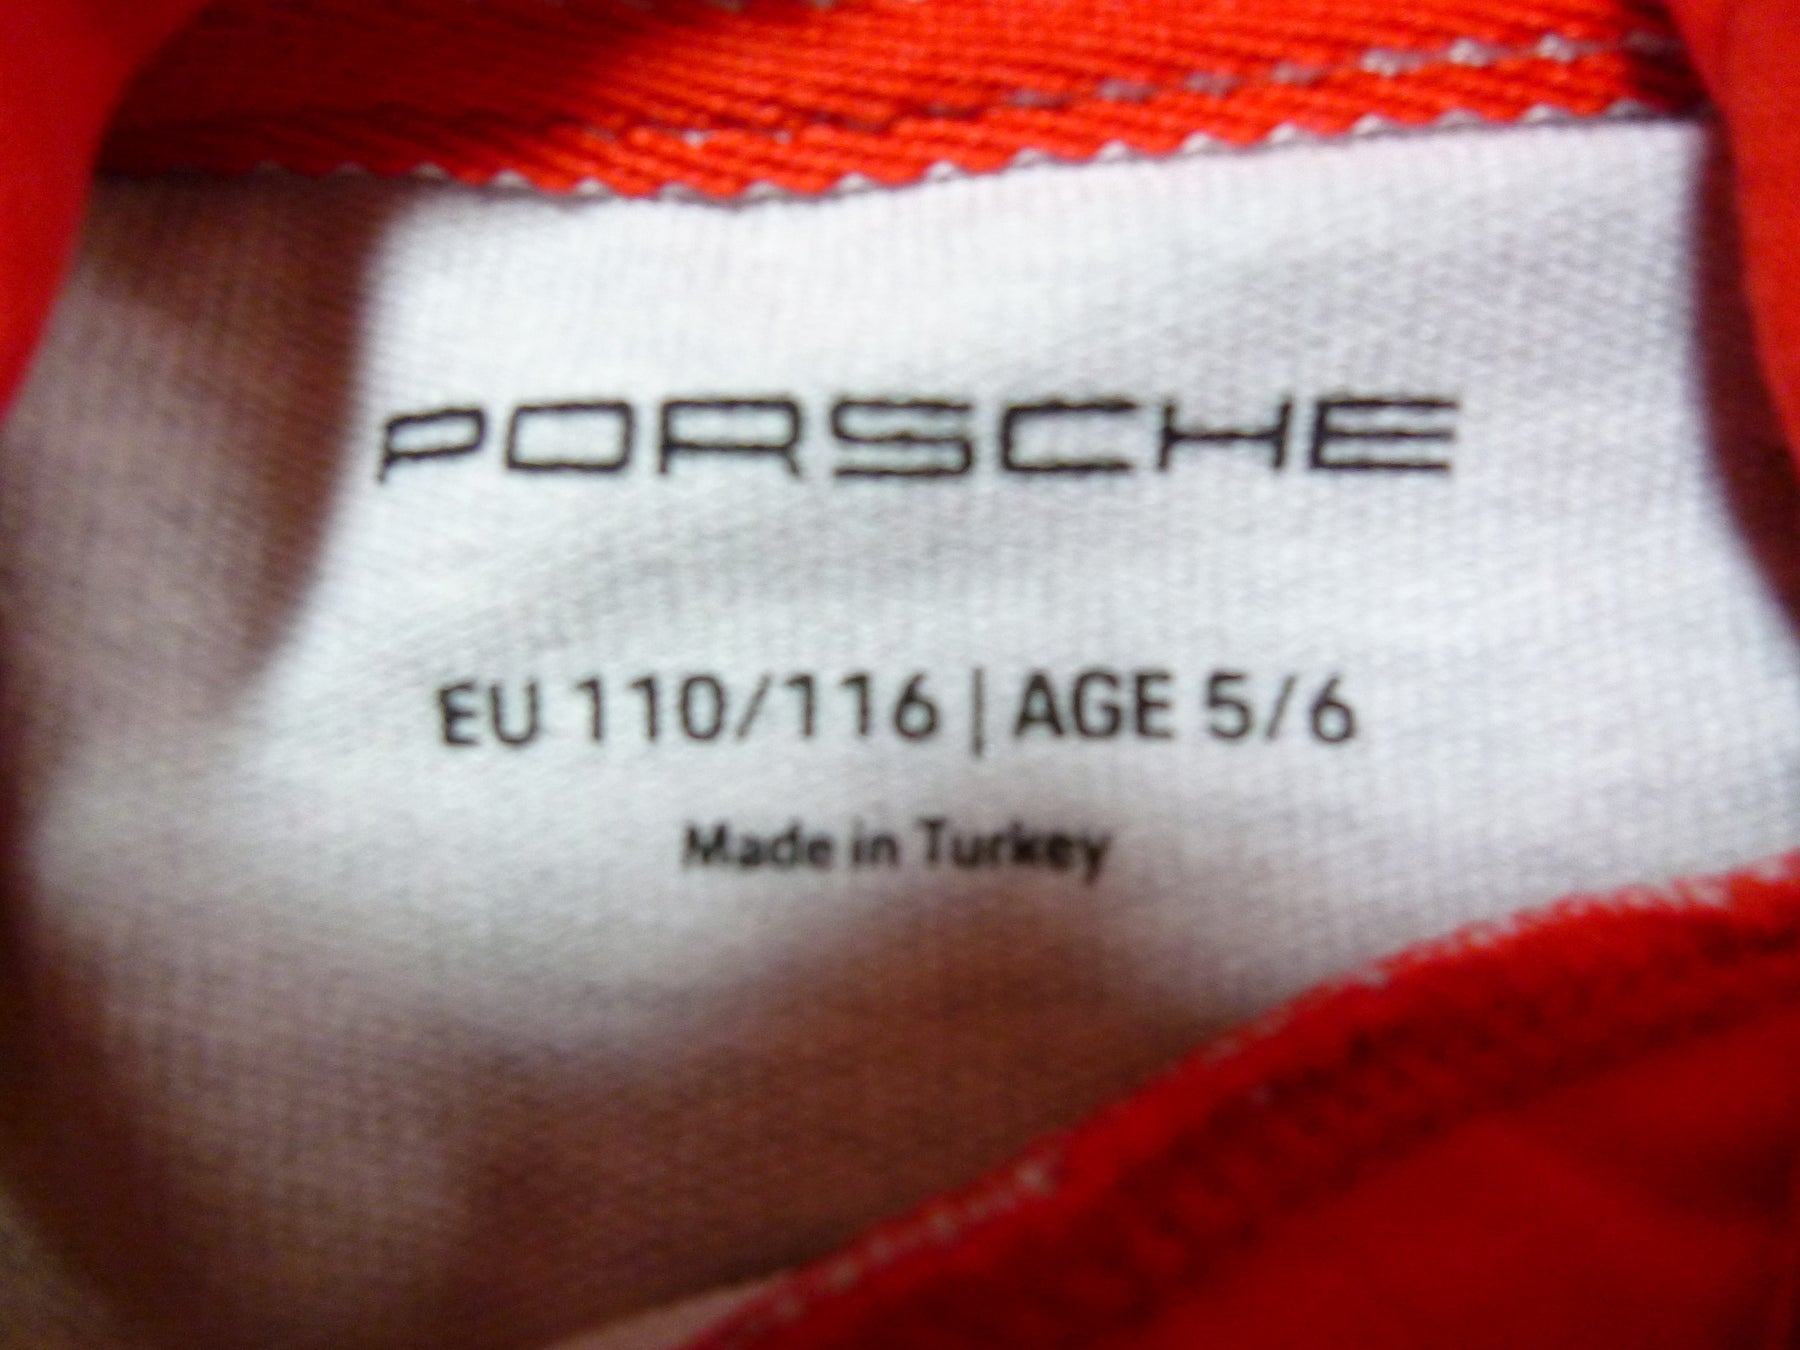 PORSCHE
EU 110/116 | AGE 5/6
Made in Turkey